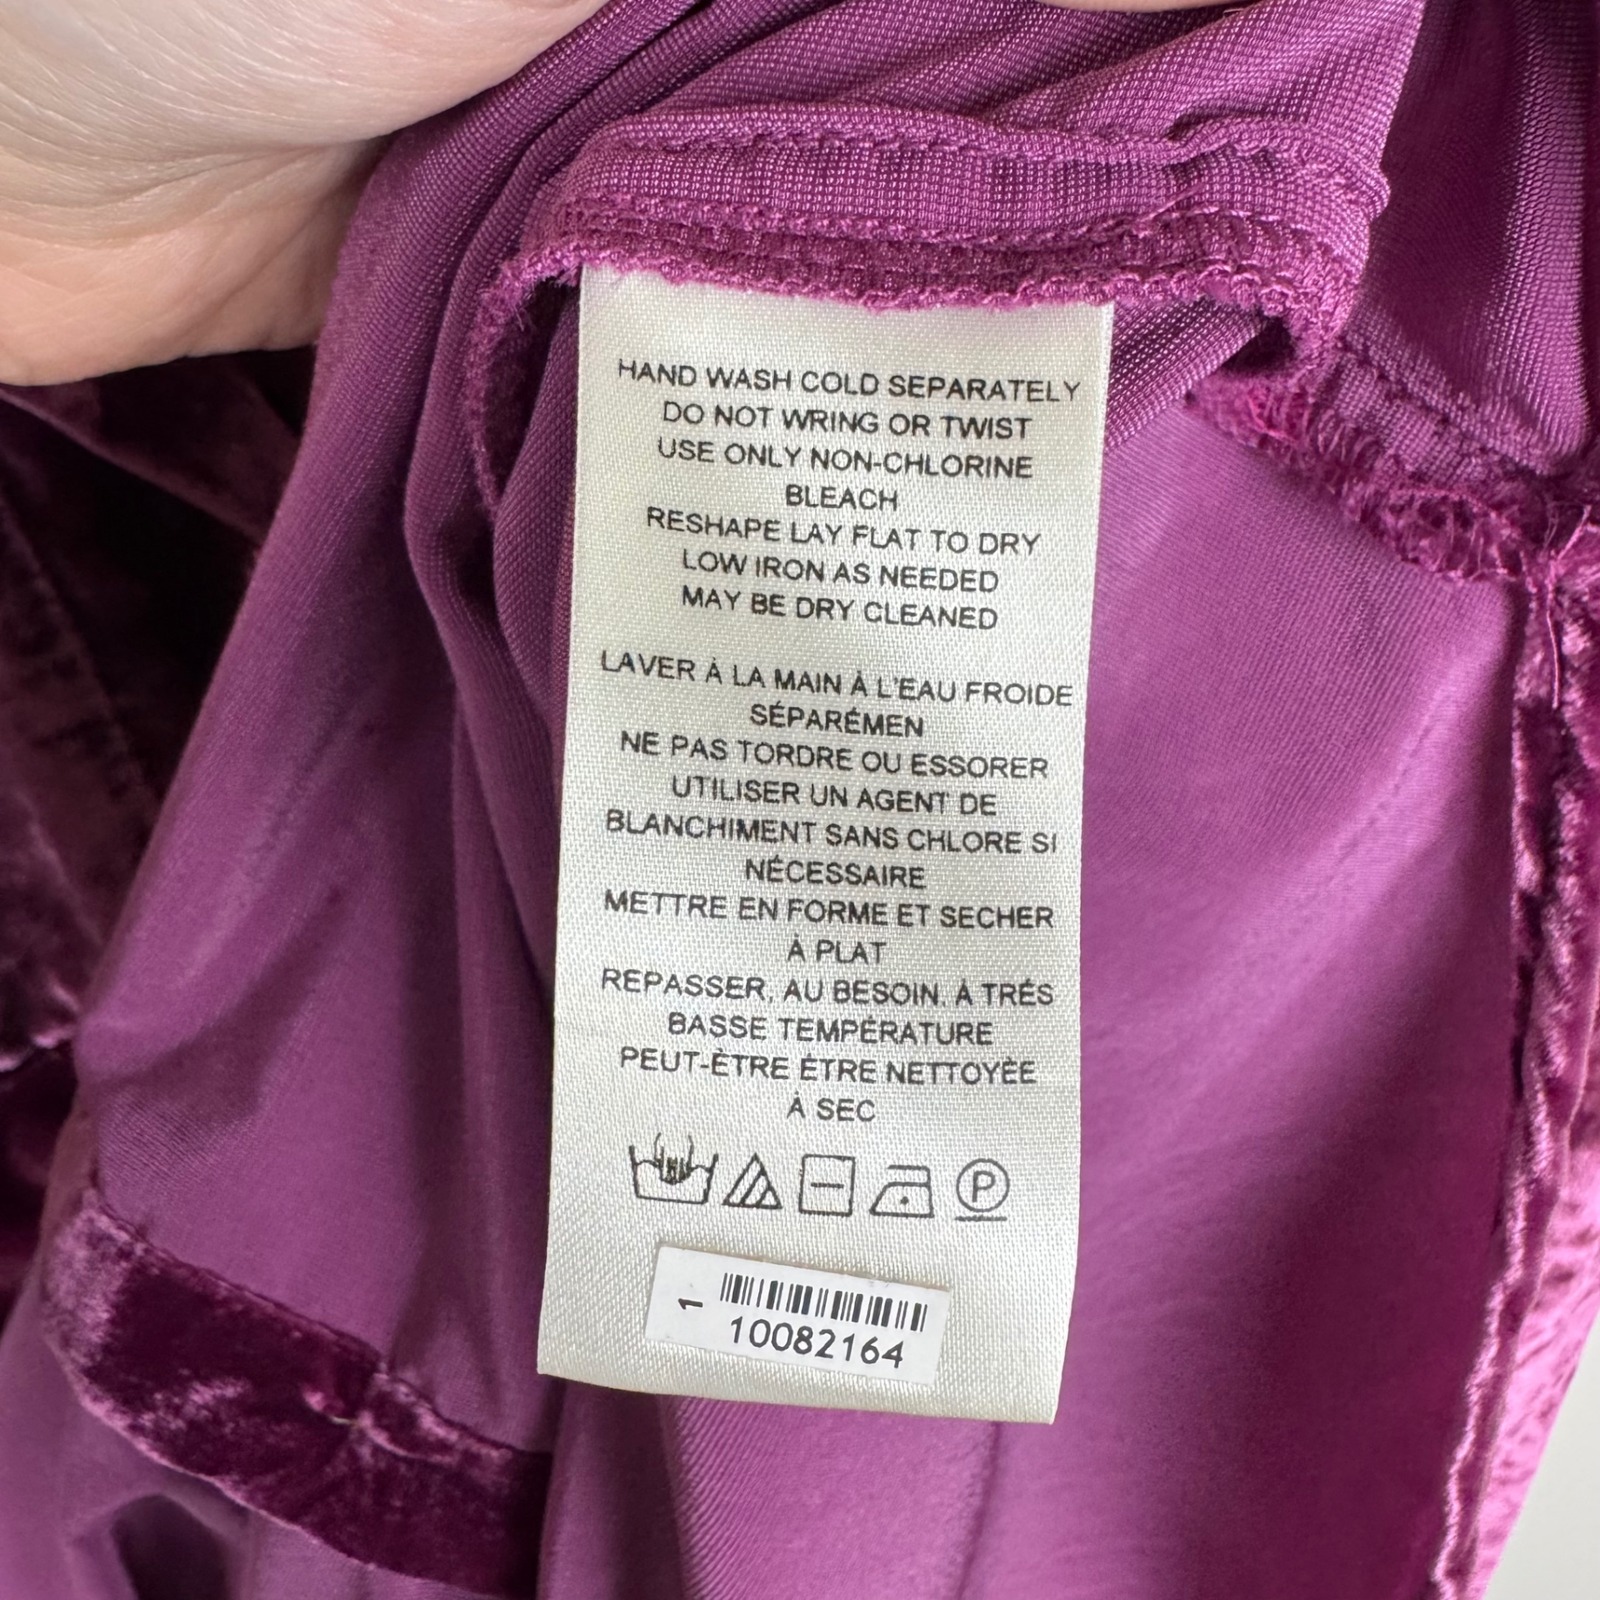 HAND WASH COLD SEPARATELY
DO NOT WRING OR TWIST
USE ONLY NON-CHLORINE
BLEACH
RESHAPE LAY FLAT TO DRY
LOW IRON AS NEEDED
MAY BE DRY CLEANED
LAVER À LA MAIN À L'EAU FROIDE
SÉPARÉMEN
NE PAS TORDRE OU ESSORER
UTILISER UN AGENT DE
BLANCHIMENT SANS CHLORE SI
NÉCESSAIRE
METTRE EN FORME ET SECHER
À PLAT
REPASSER, AU BESOIN, À TRÉS
BASSE TEMPÉRATURE
PEUT-ÊTRE ÊTRE NETTOYÉE
À SEC
P
1
10082164